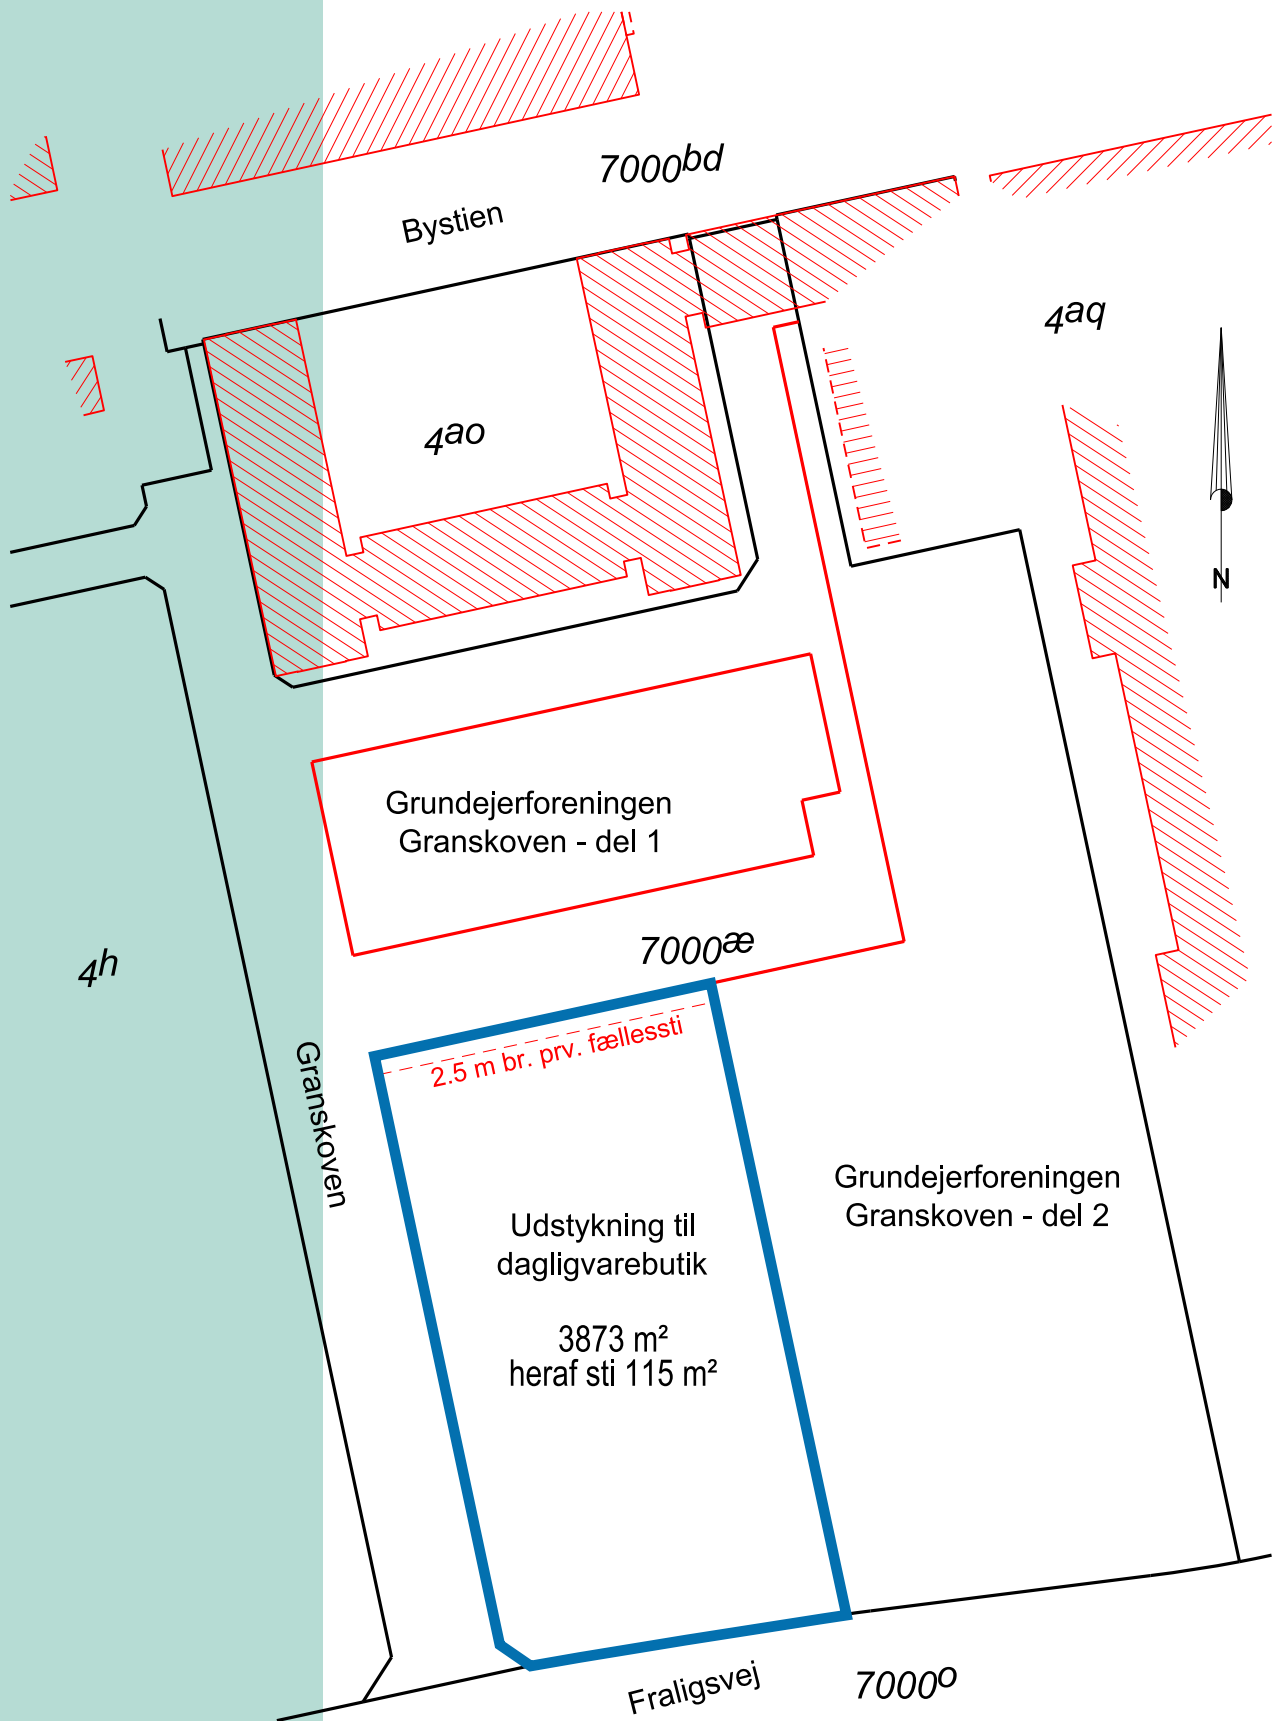 7000bd
Bystien
4aq
4ao
N
Grundejerforeningen
Granskoven - del 1
7000æ
4h
2.5 m br. prv. fællessti
Granskoven
Grundejerforeningen
Granskoven - del 2
Udstykning til
dagligvarebutik
3873 m²
heraf sti 115 m²
Fraligsvej
7000o